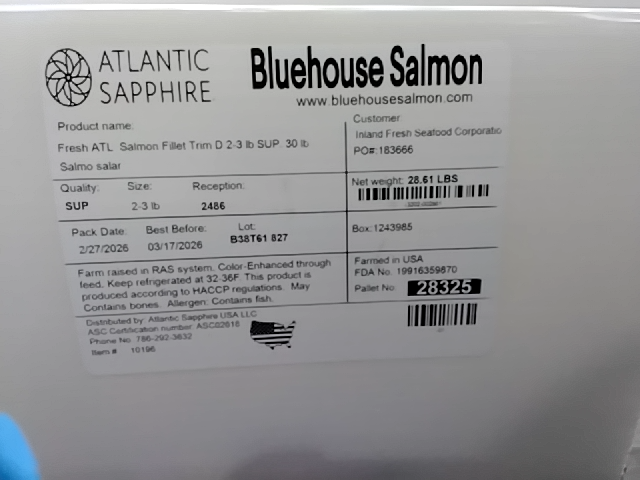 ATLANTIC
SAPPHIRE
Bluehouse Salmon
www.bluehousesalmon.com
Product name:
Fresh ATL Salmon Fillet Trim D 2-3 lb SUP 30 lb
Salmo salar
Customer:
Inland Fresh Seafood Corporatio
PO#:183666
Quality: Size: Reception:
SUP 2-3 lb 2486
Net weight: 28.61 LBS
Pack Date: Best Before: Lot:
2/27/2026 03/17/2026 B38T61 827
Box:1243985
Farm raised in RAS system. Color-Enhanced through
feed. Keep refrigerated at 32-36F. This product is
produced according to HACCP regulations. May
Contains bones. Allergen: Contains fish.
Farmed in USA
FDA No. 19916359870
Pallet No: 28325
Distributed by: Atlantic Sapphire USA LLC
ASC Certification number: ASC02616
Phone No: 786-292-3632
Item # 10196